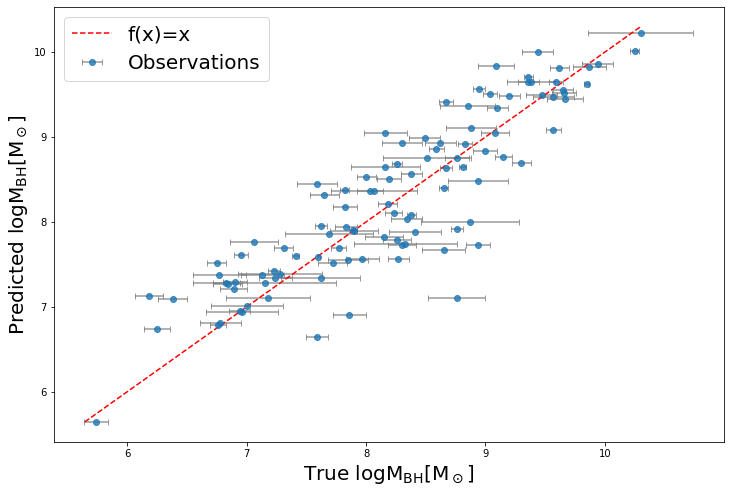 f(x)=x
Observations
Predicted logM_BH[M_⊙]
10
9
8
7
6
6 7 8 9 10
True logM_BH[M_⊙]